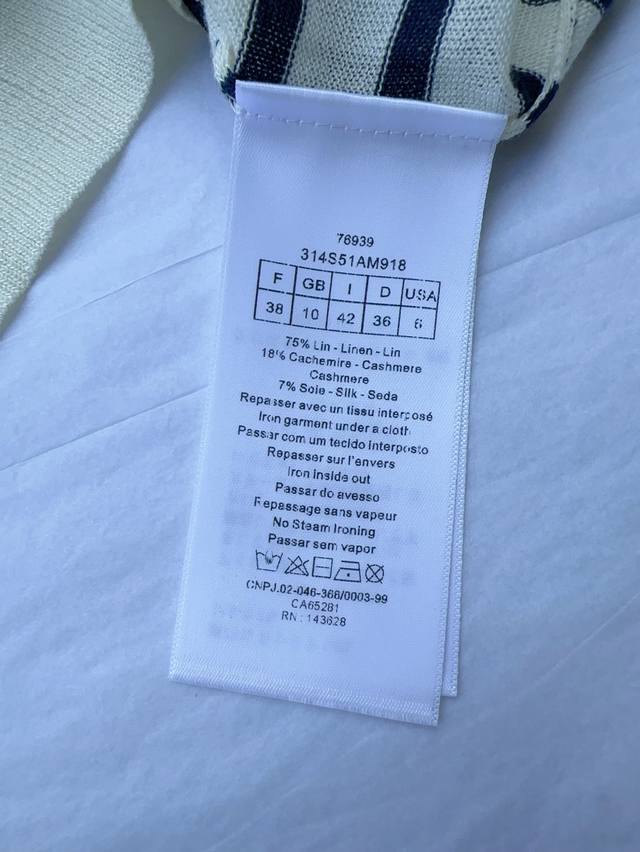 76939
314S51AM918
F GB I D USA
38 10 42 36 6
75% Lin - Linen - Lin
18% Cachemire - Cashmere
Cashmere
7% Soie - Silk - Seda
Repasser avec un tissu interposé
Iron garment under a cloth
Passar com um tecido interposto
Repasser sur l'envers
Iron inside out
Passar do avesso
Repassage sans vapeur
No Steam Ironing
Passar sem vapor
CNPJ.02-046-366/0003-99
CA65281
RN: 143628